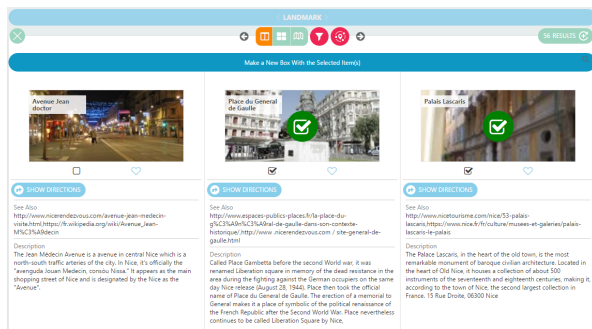 LANDMARK
56 RESULTS
Make a New Box With the Selected Item(s)
Avenue Jean
doctor
SHOW DIRECTIONS
See Also
http://www.nicerendezvous.com/avenue-jean-medecin-
visite.html,https://fr.wikipedia.org/wiki/Avenue_Jean-
M%C3%A9decin
Description
The Jean Médecin Avenue is a avenue in central Nice which is a
north-south traffic arteries of the city. In Nice, it's officially the
"avenguda Jouan Medecin, consòu Nissa." It appears as the main
shopping street of Nice and is designated by the Nice as the
"Avenue".
Place du General
de Gaulle
SHOW DIRECTIONS
See Also
http://www.espaces-publics-places.fr/la-place-du-
g%C3%A9n%C3%A9ral-de-gaulle-dans-son-contexte-
historique/,http://www .nicerendezvous.com / site-general-de-
gaulle.html
Description
Called Place Gambetta before the second World war, it was
renamed Liberation square in memory of the dead resistance in the
area during the fighting against the German occupiers on the same
day Nice release (August 28, 1944). Place then took the official
name of Place du General de Gaulle. The erection of a memorial to
General makes it a place of symbolic of the political renaissance of
the French Republic after the Second World War. Place nevertheless
continues to be called Liberation Square by Nice,
Palais Lascaris
SHOW DIRECTIONS
See Also
http://www.nicetourisme.com/nice/53-palais-
lascaris,https://www.nice.fr/fr/culture/musees-et-galeries/palais-
lascaris-le-palais
Description
The Palace Lascaris, in the heart of the old town, is the most
remarkable monument of baroque civilian architecture. Located in
the heart of Old Nice, it houses a collection of about 500
instruments of the seventeenth and eighteenth centuries, making it,
according to the town of Nice, the second largest collection in
France. 15 Rue Droite, 06300 Nice